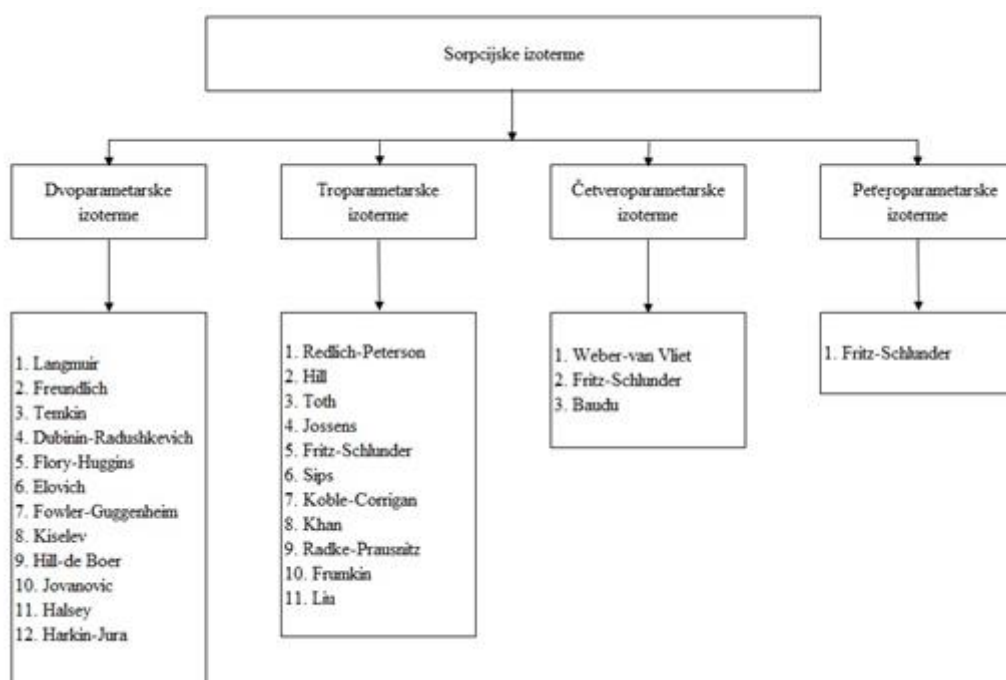 Sorpcijske izoterme
Dvoparametarske
izoterme
Troparametarske
izoterme
Četveroparametarske
izoterme
Peteroparametarske
izoterme
1. Langmuir
2. Freundlich
3. Temkin
4. Dubinin-Radushkevich
5. Flory-Huggins
6. Elovich
7. Fowler-Guggenheim
8. Kiselev
9. Hill-de Boer
10. Jovanovic
11. Halsey
12. Harkin-Jura
1. Redlich-Peterson
2. Hill
3. Toth
4. Jossens
5. Fritz-Schlunder
6. Sips
7. Koble-Corrigan
8. Khan
9. Radke-Prausnitz
10. Frumkin
11. Liu
1. Weber-van Vliet
2. Fritz-Schlunder
3. Baudu
1. Fritz-Schlunder